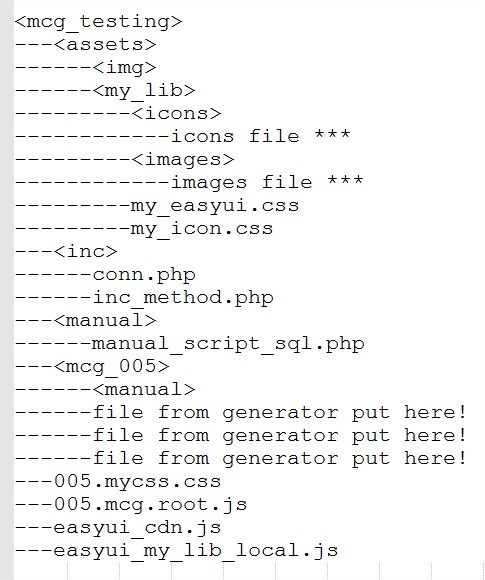 <mcg_testing>
---<assets>
------<img>
------<my_lib>
---------<icons>
------------icons file ***
---------<images>
------------images file ***
---------my_easyui.css
---------my_icon.css
---<inc>
------conn.php
------inc_method.php
---<manual>
------manual_script_sql.php
---<mcg_005>
------<manual>
------file from generator put here!
------file from generator put here!
------file from generator put here!
---005.mycss.css
---005.mcg.root.js
---easyui_cdn.js
---easyui_my_lib_local.js